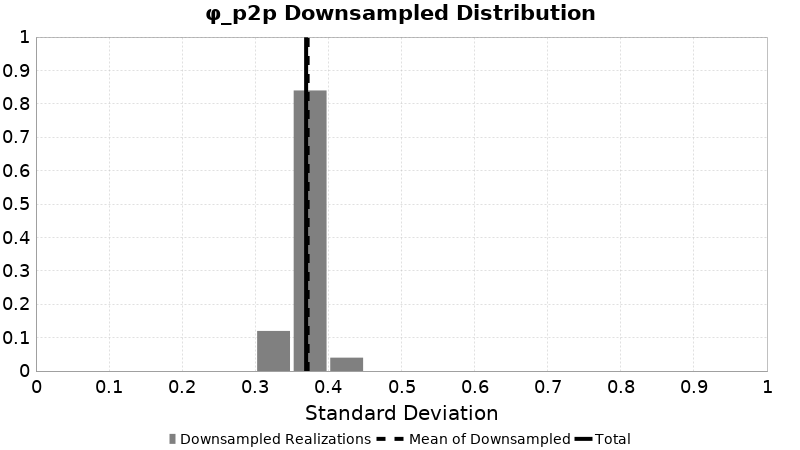 φ_p2p Downsampled Distribution
1
0.9
0.8
0.7
0.6
0.5
0.4
0.3
0.2
0.1
0
0 0.1 0.2 0.3 0.4 0.5 0.6 0.7 0.8 0.9 1
Standard Deviation
Downsampled Realizations Mean of Downsampled Total